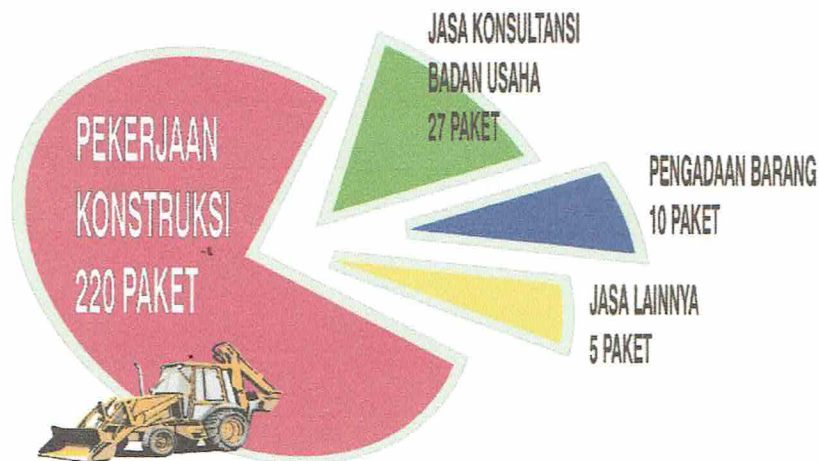 PEKERJAAN
KONSTRUKSI
220 PAKET
JASA KONSULTANSI
BADAN USAHA
27 PAKET
PENGADAAN BARANG
10 PAKET
JASA LAINNYA
5 PAKET